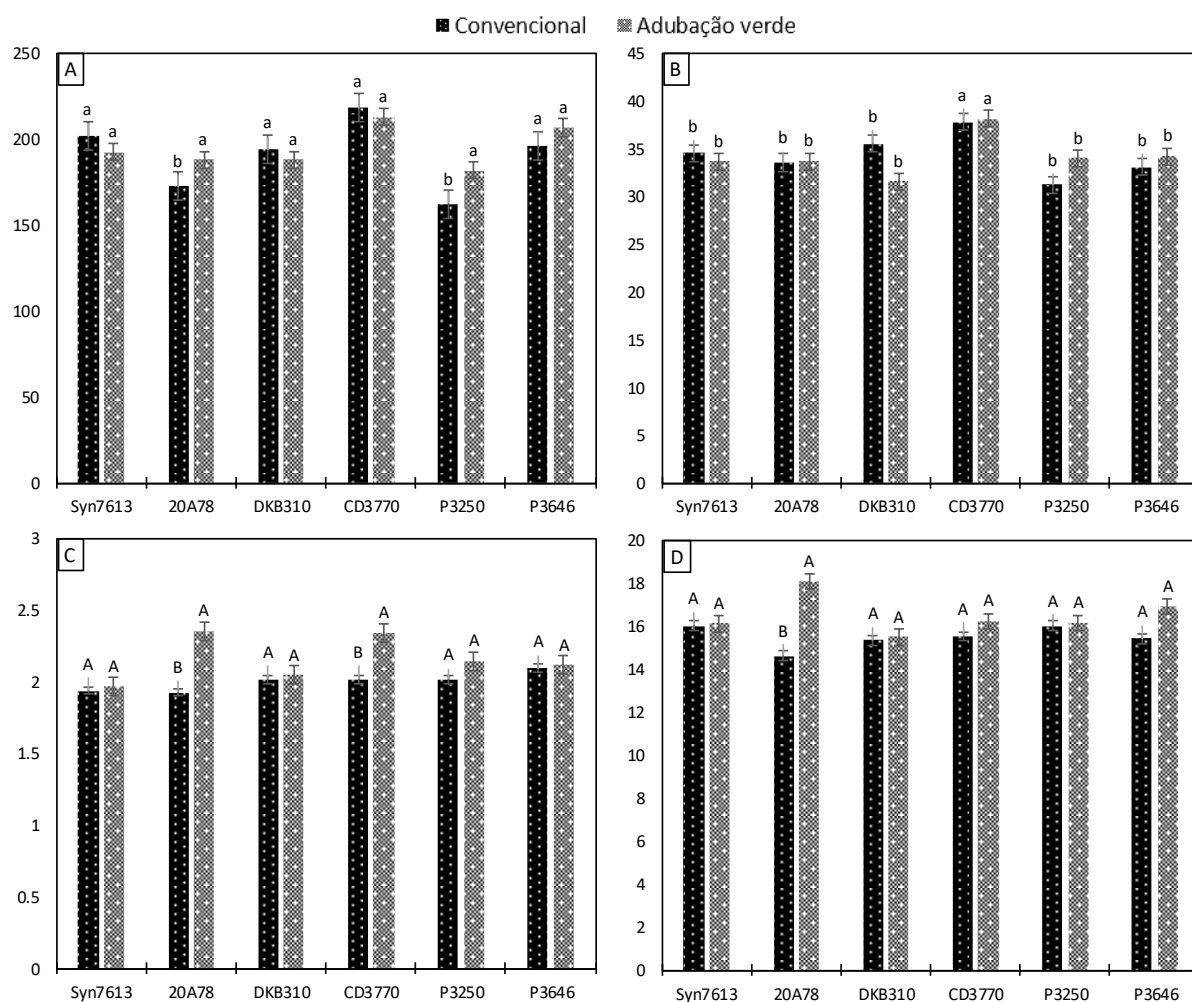 Convencional Adubação verde
A
250
200
150
100
50
0
a a b a a a a a b a a a
Syn7613 20A78 DKB310 CD3770 P3250 P3646
B
45
40
35
30
25
20
15
10
5
0
b b b b b b a a b b b b
Syn7613 20A78 DKB310 CD3770 P3250 P3646
C
3
2.5
2
1.5
1
0.5
0
A A B A A A B A A A A A
Syn7613 20A78 DKB310 CD3770 P3250 P3646
D
20
18
16
14
12
10
8
6
4
2
0
A A B A A A A A A A A A
Syn7613 20A78 DKB310 CD3770 P3250 P3646